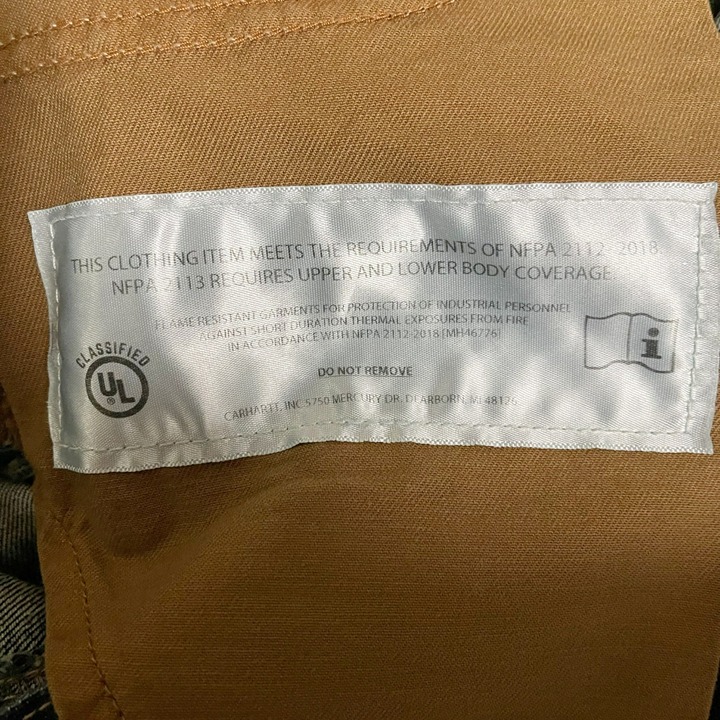 THIS CLOTHING ITEM MEETS THE REQUIREMENTS OF NFPA 2112-2018.
NFPA 2113 REQUIRES UPPER AND LOWER BODY COVERAGE
FLAME RESISTANT GARMENTS FOR PROTECTION OF INDUSTRIAL PERSONNEL
AGAINST SHORT DURATION THERMAL EXPOSURES FROM FIRE
IN ACCORDANCE WITH NFPA 2112-2018 [MH46776]
DO NOT REMOVE
CARHARTT, INC 5750 MERCURY DR. DEARBORN, MI 48126
CLASSIFIED
UL ®
i